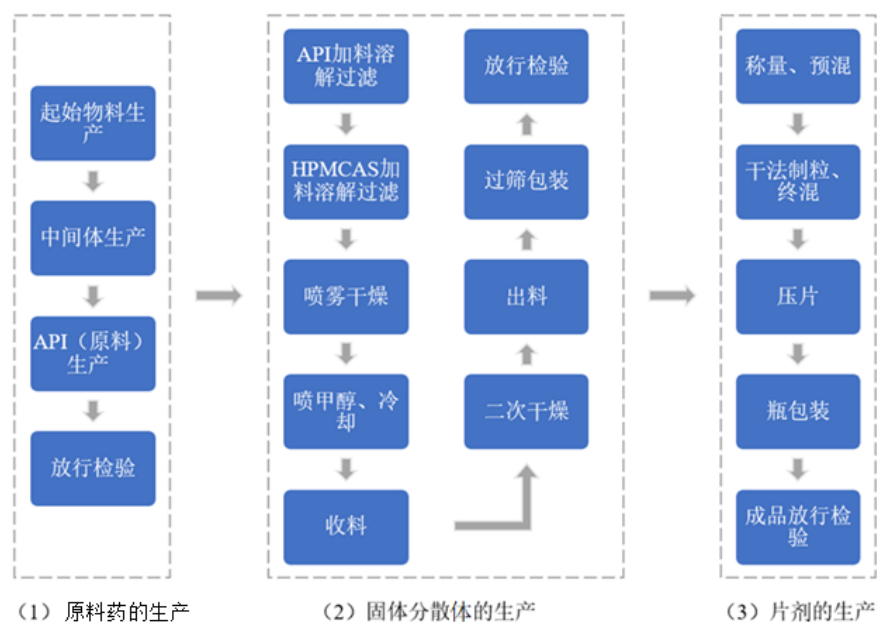 起始物料生
产
中间体生产
API（原料）
生产
放行检验
（1） 原料药的生产
API加料溶
解过滤
HPMCAS加
料溶解过滤
喷雾干燥
喷甲醇、冷
却
收料
二次干燥
出料
过筛包装
放行检验
（2）固体分散体的生产
称量、预混
干法制粒、
终混
压片
瓶包装
成品放行检
验
（3）片剂的生产